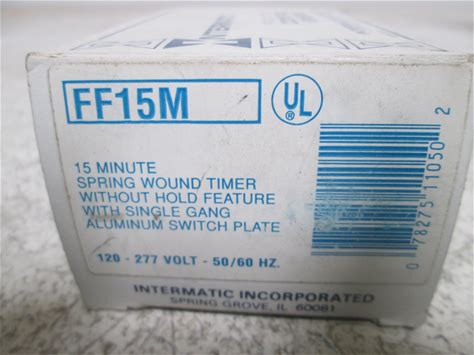 FF15M
UL
15 MINUTE
SPRING WOUND TIMER
WITHOUT HOLD FEATURE
WITH SINGLE GANG
ALUMINUM SWITCH PLATE
120 - 277 VOLT - 50/60 HZ.
0 78275 11050 2
INTERMATIC INCORPORATED
SPRING GROVE, IL 60081